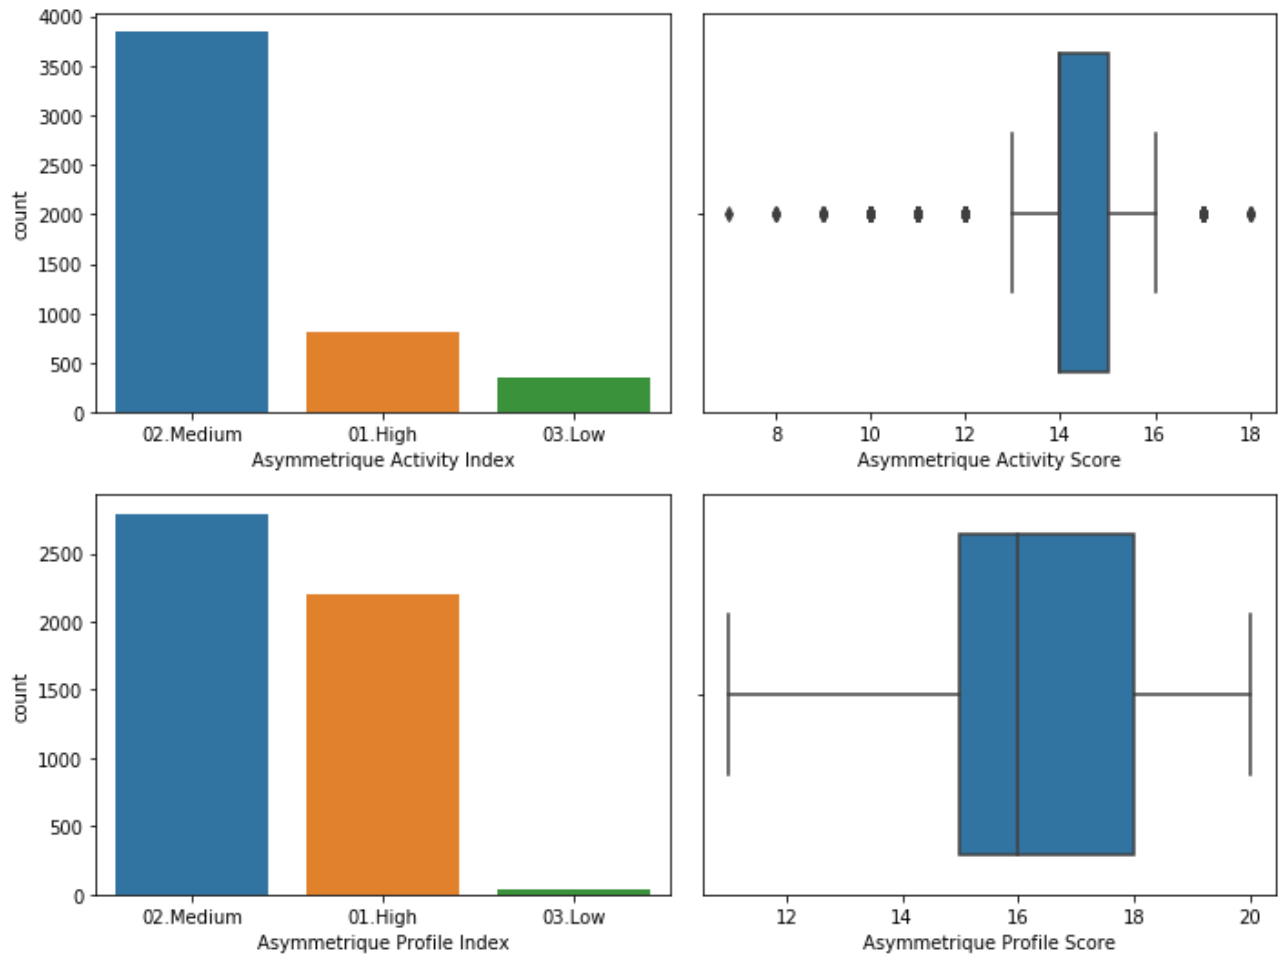 4000
3500
3000
2500
2000
1500
1000
500
0
count
02.Medium 01.High 03.Low
Asymmetrique Activity Index
8 10 12 14 16 18
Asymmetrique Activity Score
2500
2000
1500
1000
500
0
count
02.Medium 01.High 03.Low
Asymmetrique Profile Index
12 14 16 18 20
Asymmetrique Profile Score